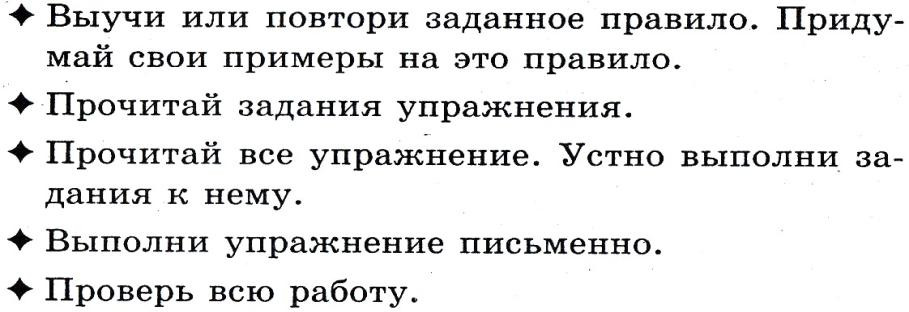 ✦ Выучи или повтори заданное правило. Приду-
май свои примеры на это правило.
✦ Прочитай задания упражнения.
✦ Прочитай все упражнение. Устно выполни за-
дания к нему.
✦ Выполни упражнение письменно.
✦ Проверь всю работу.